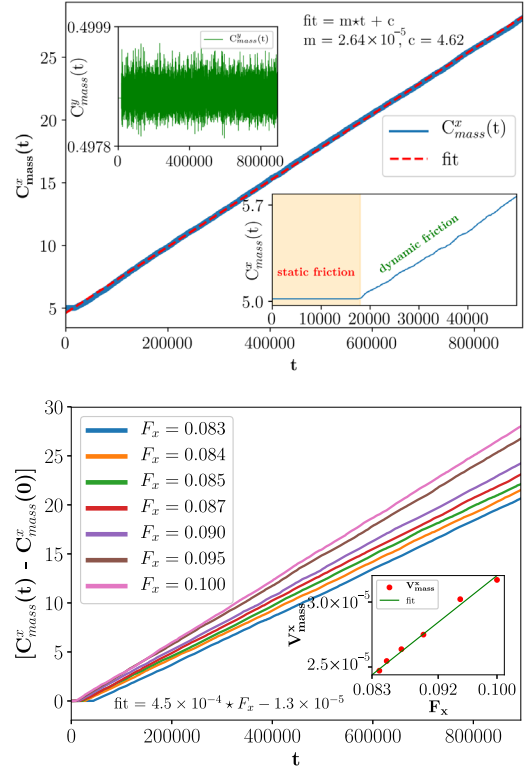 fit = m⋆t + c
m = 2.64×10⁻⁵, c = 4.62
0.4999
C^y_mass(t)
C^y_mass(t)
0.4978
0 400000 800000
C^x_mass(t)
fit
25
20
15
10
5
C^x_mass(t)
5.7
C^x_mass(t)
static friction
dynamic friction
5.0
0 10000 20000 30000 40000
0 200000 400000 600000 800000
t
30
25
20
15
10
5
0
[C^x_mass(t) - C^x_mass(0)]
F_x = 0.083
F_x = 0.084
F_x = 0.085
F_x = 0.087
F_x = 0.090
F_x = 0.095
F_x = 0.100
V^x_mass
V^x_mass
fit
3.0×10⁻⁵
2.5×10⁻⁵
0.083 0.092 0.100
F_x
fit = 4.5 × 10⁻⁴ ⋆ F_x − 1.3 × 10⁻⁵
0 200000 400000 600000 800000
t